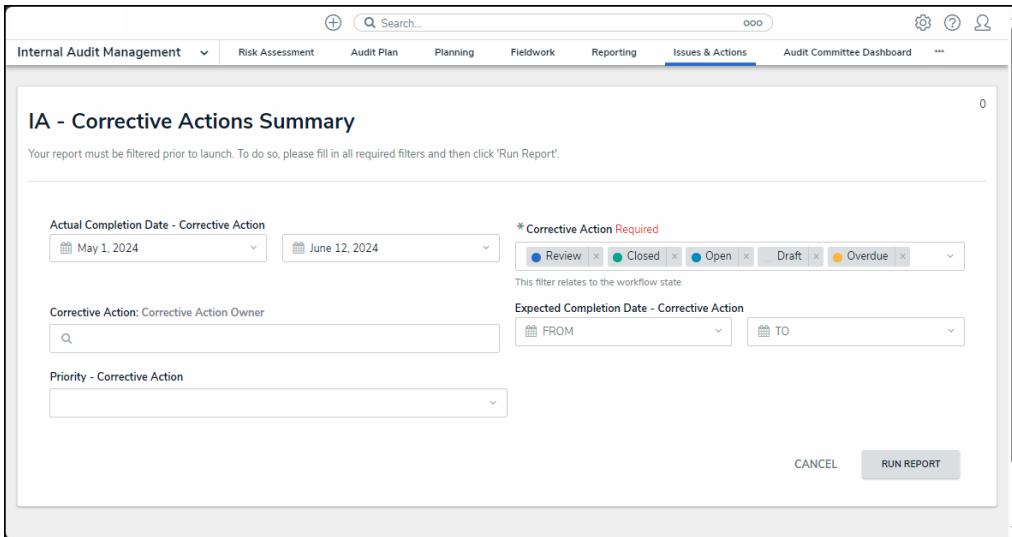 Search...
Internal Audit Management
Risk Assessment
Audit Plan
Planning
Fieldwork
Reporting
Issues & Actions
Audit Committee Dashboard
0
IA - Corrective Actions Summary
Your report must be filtered prior to launch. To do so, please fill in all required filters and then click 'Run Report'.
Actual Completion Date - Corrective Action
May 1, 2024
June 12, 2024
* Corrective Action Required
Review × Closed × Open × Draft × Overdue ×
This filter relates to the workflow state
Corrective Action: Corrective Action Owner
Expected Completion Date - Corrective Action
FROM
TO
Priority - Corrective Action
CANCEL
RUN REPORT